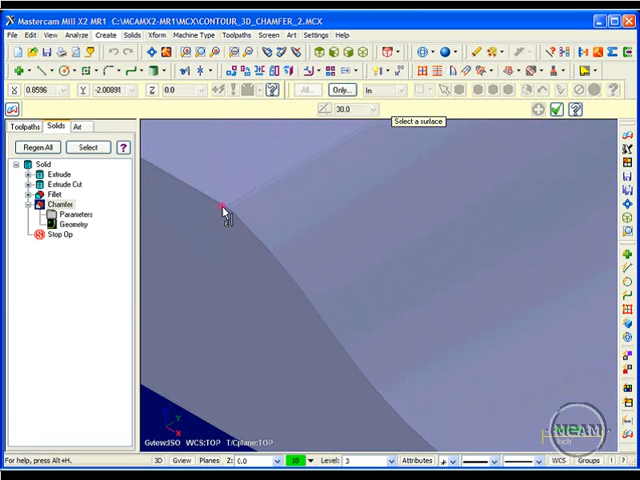 Mastercam Mill X2 MR1 C:\MCAMX2-MR1\MCX\CONTOUR_3D_CHAMFER_2.MCX
File Edit View Analyze Create Solids Xform Machine Type Toolpaths Screen Art Settings Help
X 0.8596 Y -2.00891 Z 0.0 All... Only... In
30.0
Select a surface
Toolpaths Solids Art
Regen All Select ?
Solid
Extrude
Extrude Cut
Fillet
Chamfer
Parameters
Geometry
Stop Op
Y
X
Gview:ISO WCS:TOP T/Cplane:TOP
MCAM
Inch
For help, press Alt+H. 3D Gview Planes Z: 0.0 10 Level: 3 Attributes WCS Groups ! ?